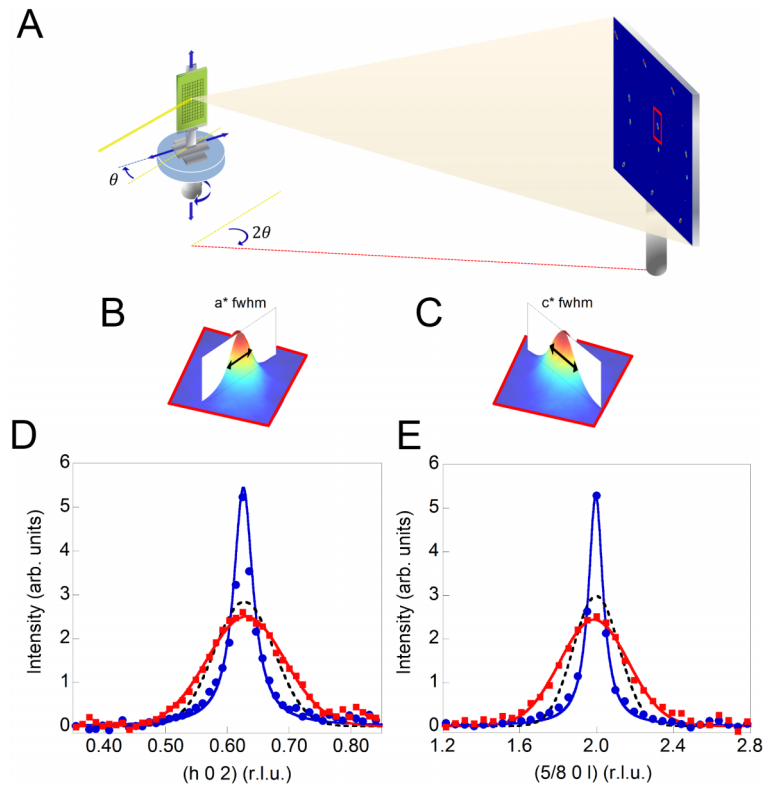 A
θ
2θ
B
a* fwhm
C
c* fwhm
D
E
6
5
4
3
2
1
0
Intensity (arb. units)
0.40 0.50 0.60 0.70 0.80
(h 0 2) (r.l.u.)
6
5
4
3
2
1
0
Intensity (arb. units)
1.2 1.6 2.0 2.4 2.8
(5/8 0 l) (r.l.u.)